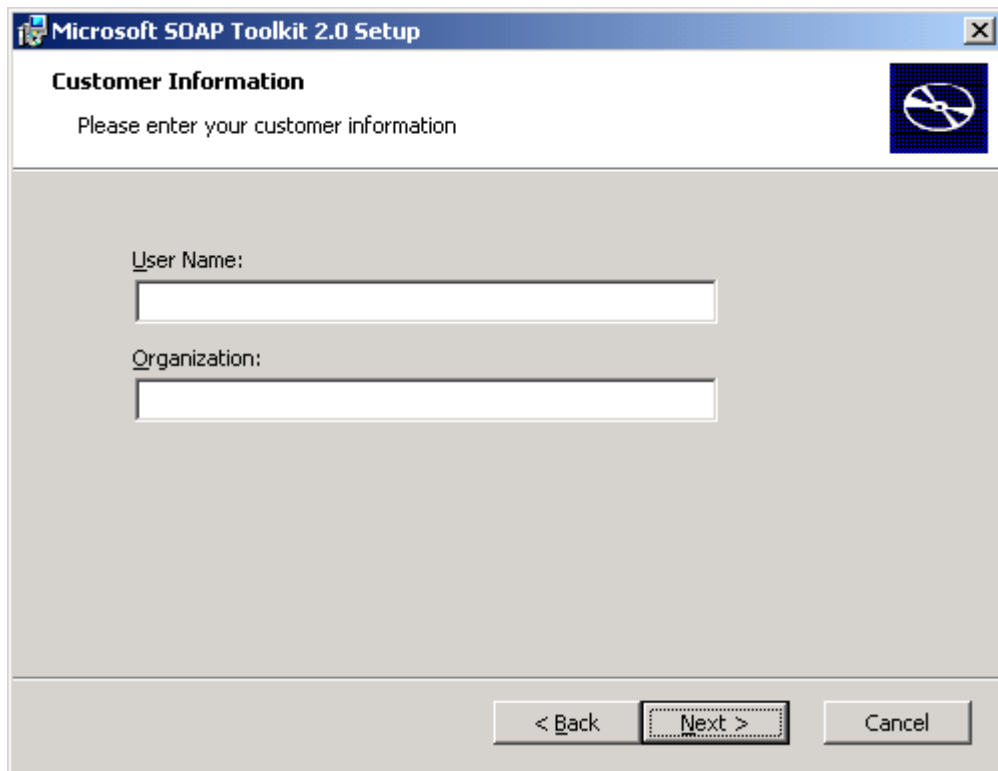 Microsoft SOAP Toolkit 2.0 Setup
Customer Information
Please enter your customer information
User Name:
Organization:
< Back Next > Cancel